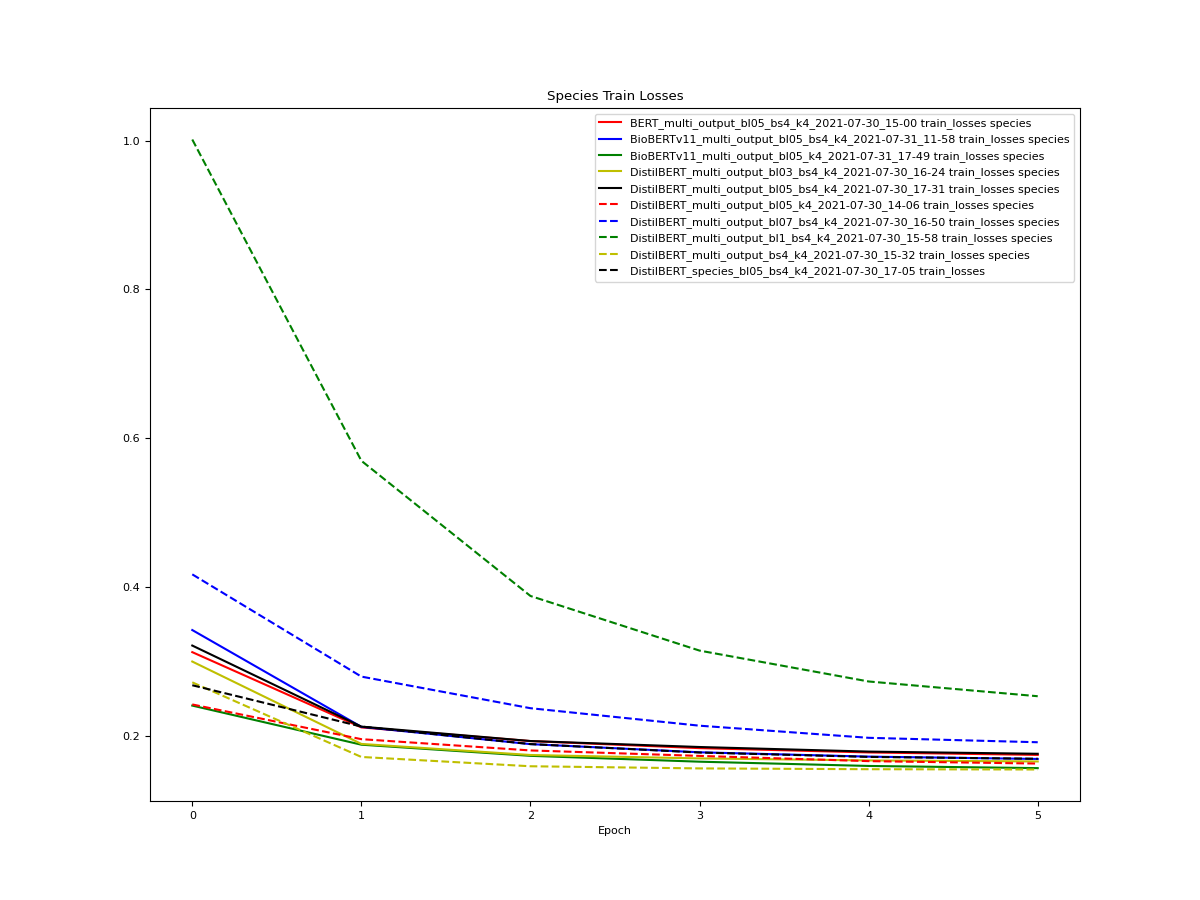 Species Train Losses
BERT_multi_output_bl05_bs4_k4_2021-07-30_15-00 train_losses species
BioBERTv11_multi_output_bl05_bs4_k4_2021-07-31_11-58 train_losses species
BioBERTv11_multi_output_bl05_k4_2021-07-31_17-49 train_losses species
DistilBERT_multi_output_bl03_bs4_k4_2021-07-30_16-24 train_losses species
DistilBERT_multi_output_bl05_bs4_k4_2021-07-30_17-31 train_losses species
DistilBERT_multi_output_bl05_k4_2021-07-30_14-06 train_losses species
DistilBERT_multi_output_bl07_bs4_k4_2021-07-30_16-50 train_losses species
DistilBERT_multi_output_bl1_bs4_k4_2021-07-30_15-58 train_losses species
DistilBERT_multi_output_bs4_k4_2021-07-30_15-32 train_losses species
DistilBERT_species_bl05_bs4_k4_2021-07-30_17-05 train_losses
1.0
0.8
0.6
0.4
0.2
0 1 2 3 4 5
Epoch